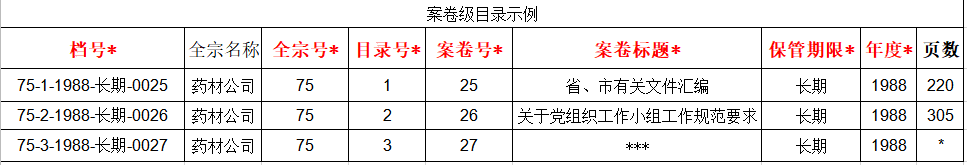 案卷级目录示例
档号* 全宗名称 全宗号* 目录号* 案卷号* 案卷标题* 保管期限* 年度* 页数
75-1-1988-长期-0025 药材公司 75 1 25 省、市有关文件汇编 长期 1988 220
75-2-1988-长期-0026 药材公司 75 2 26 关于党组织工作小组工作规范要求 长期 1988 305
75-3-1988-长期-0027 药材公司 75 3 27 *** 长期 1988 *